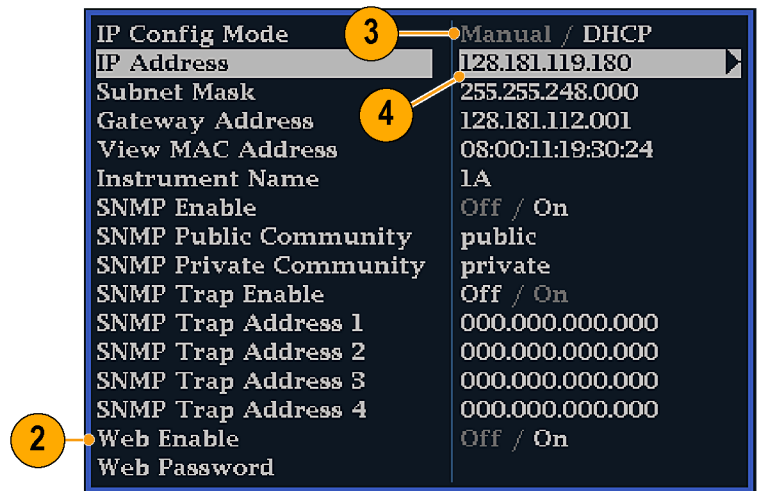 IP Config Mode 3 Manual / DHCP
IP Address 128.181.119.180
Subnet Mask 255.255.248.000
4
Gateway Address 128.181.112.001
View MAC Address 08:00:11:19:30:24
Instrument Name 1A
SNMP Enable Off / On
SNMP Public Community public
SNMP Private Community private
SNMP Trap Enable Off / On
SNMP Trap Address 1 000.000.000.000
SNMP Trap Address 2 000.000.000.000
SNMP Trap Address 3 000.000.000.000
SNMP Trap Address 4 000.000.000.000
2 Web Enable Off / On
Web Password